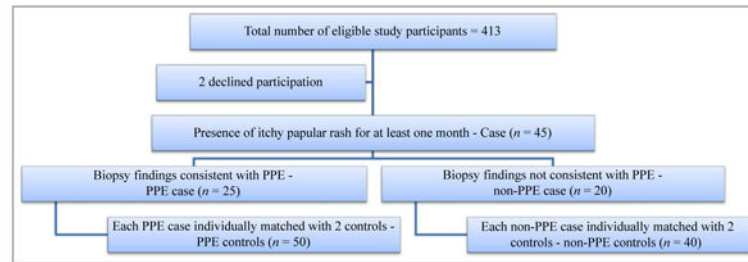 Total number of eligible study participants = 413
2 declined participation
Presence of itchy papular rash for at least one month - Case (n = 45)
Biopsy findings consistent with PPE -
PPE case (n = 25)
Biopsy findings not consistent with PPE -
non-PPE case (n = 20)
Each PPE case individually matched with 2 controls -
PPE controls (n = 50)
Each non-PPE case individually matched with 2
controls - non-PPE controls (n = 40)